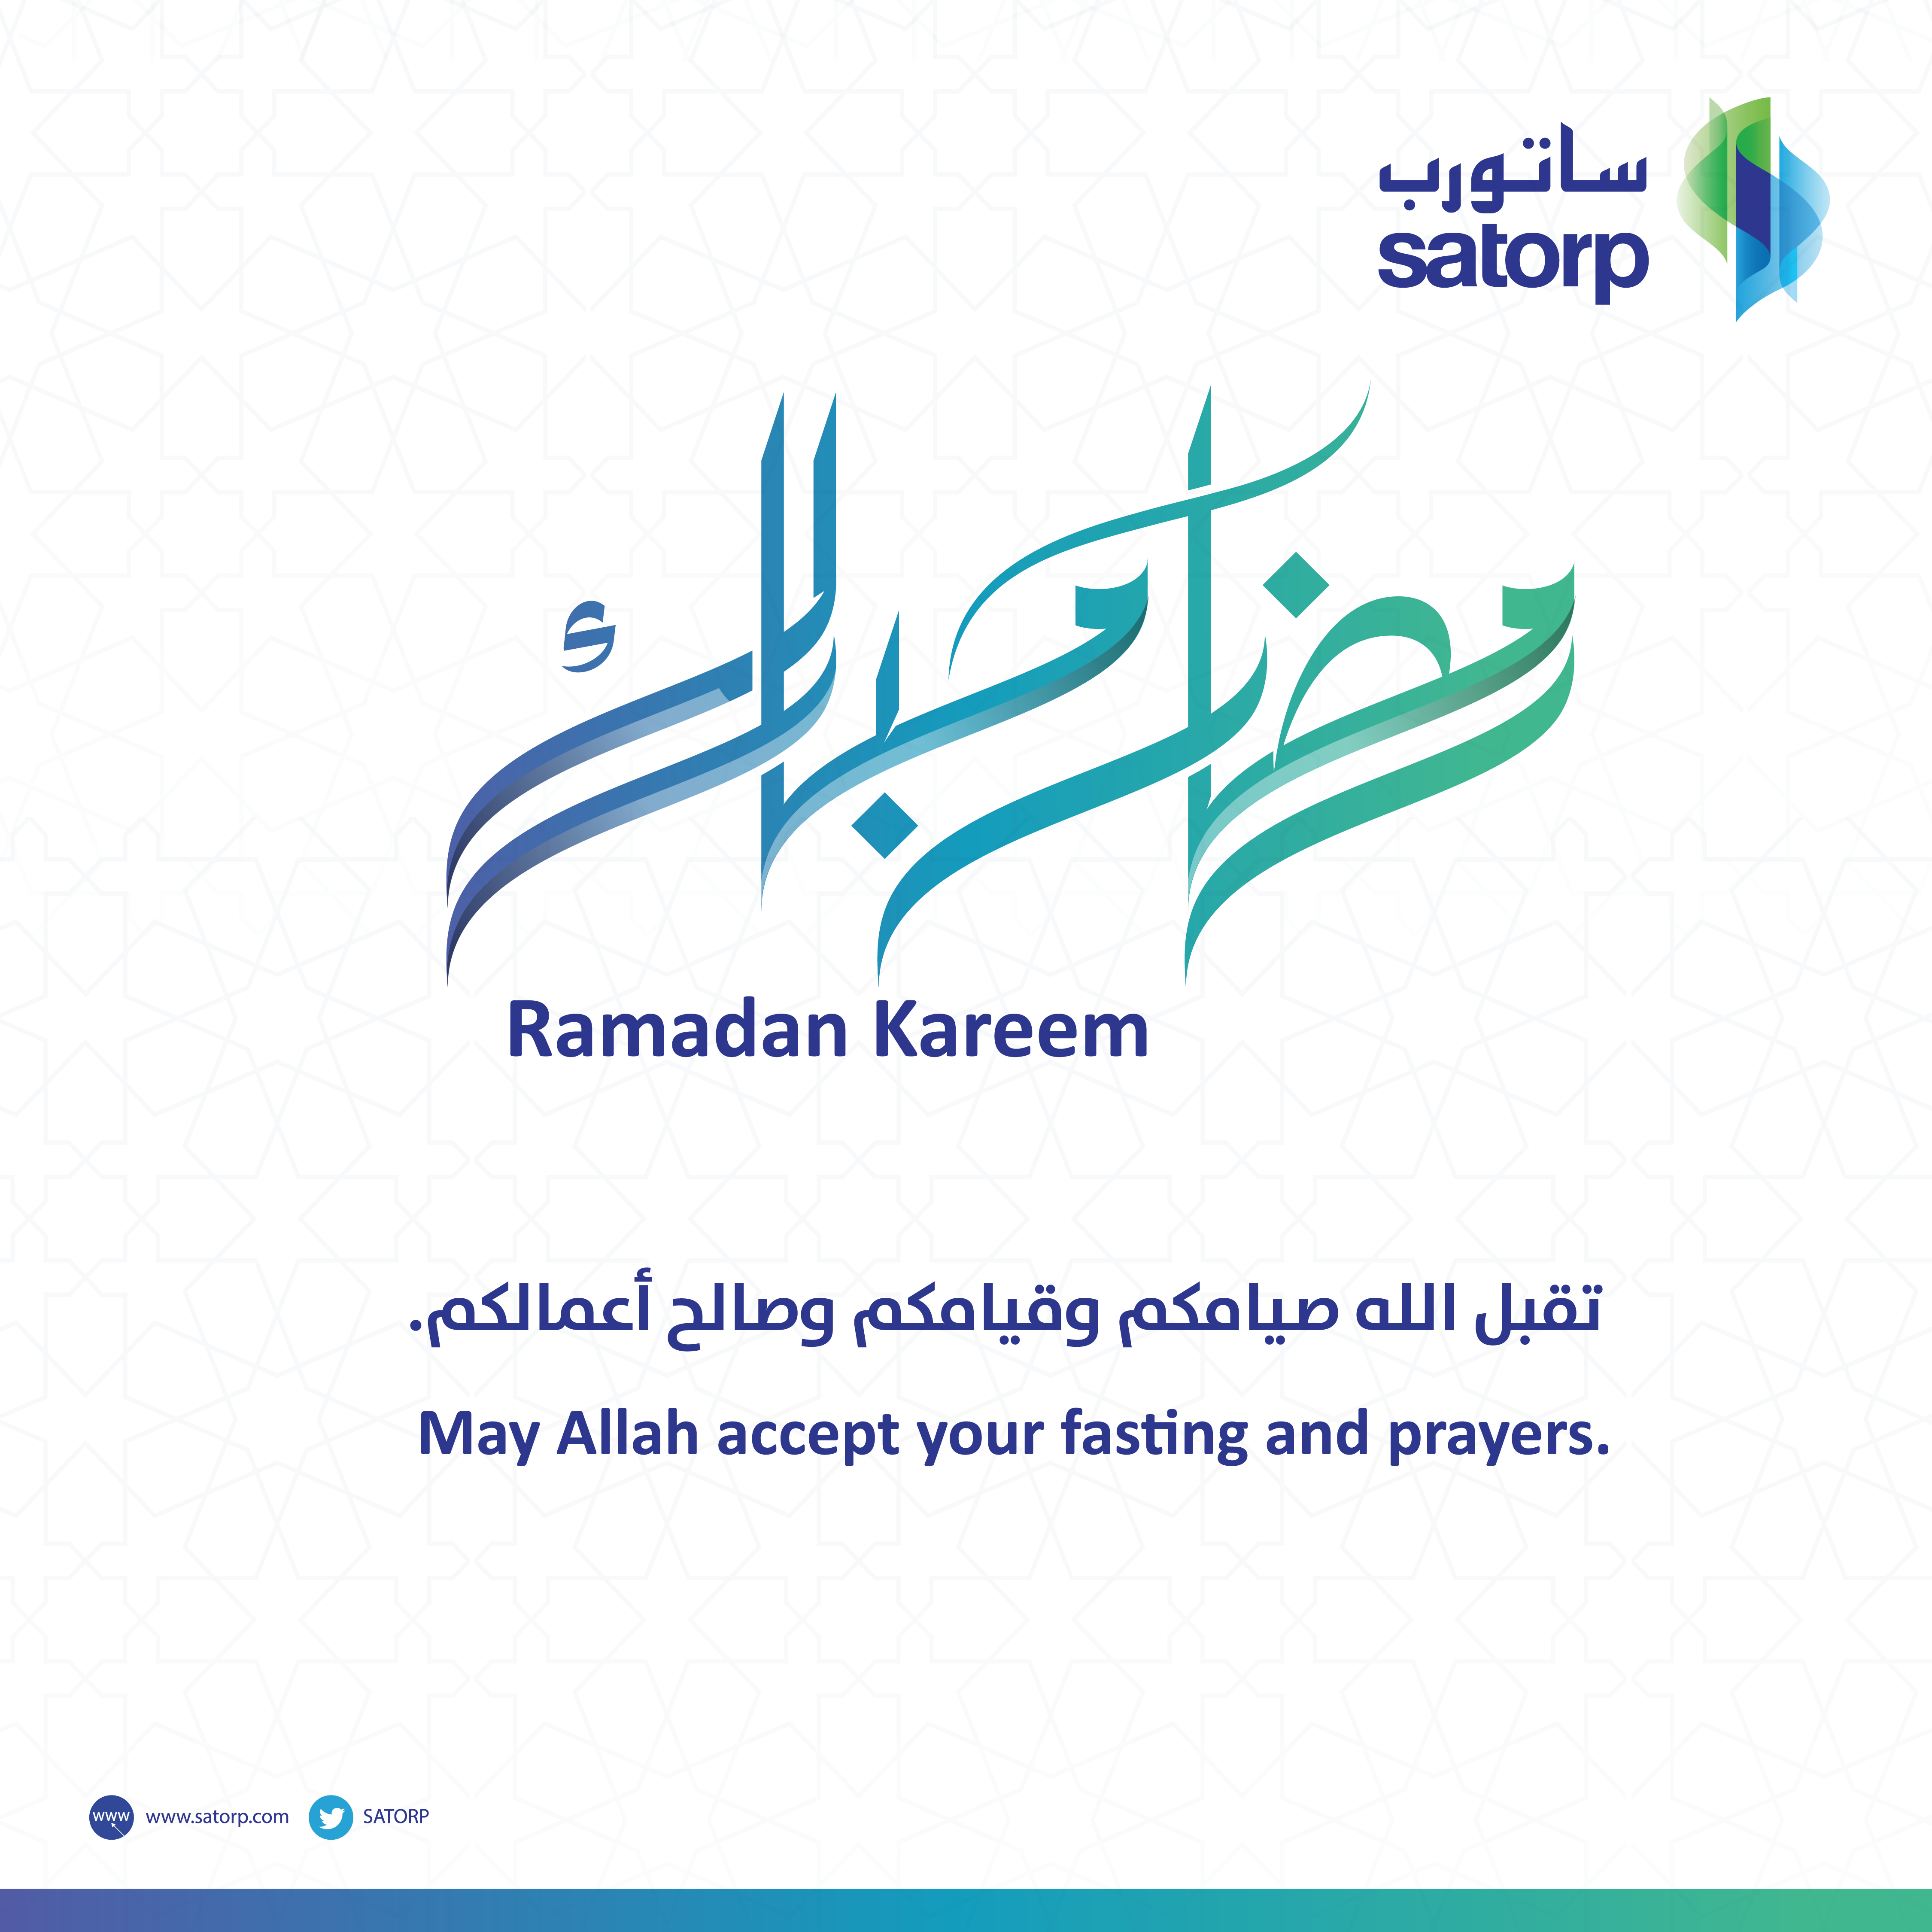 ساتورب
satorp
رمضان مبارك
Ramadan Kareem
تقبل الله صيامكم وقيامكم وصالح أعمالكم.
May Allah accept your fasting and prayers.
www www.satorp.com SATORP